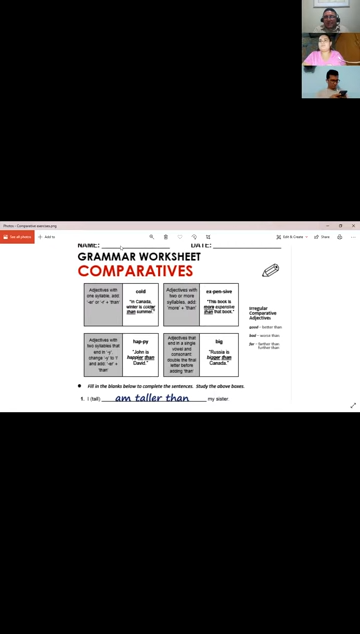 Photos - Comparative exercises.png
See all photos
Add to
Edit & Create
Share
NAME:
DATE:
GRAMMAR WORKSHEET
COMPARATIVES
Adjectives with
one syllable, add
'-er' or '-r' + 'than'
cold
"In Canada,
winter is colder
than summer."
Adjectives with
two or more
syllables, add
'more' + 'than'
ex-pen-sive
"This book is
more expensive
than that book."
Irregular
Comparative
Adjectives
good - better than
bad - worse than
far - farther than
further than
Adjectives with
two syllables that
end in '-y',
change '-y' to 'i'
and add '-er' +
'than'
hap-py
"John is
happier than
David."
Adjectives that
end in a single
vowel and
consonant:
double the final
letter before
adding 'than'
big
"Russia is
bigger than
Canada."
Fill in the blanks below to complete the sentences. Study the above boxes.
1. I (tall) am taller than my sister.